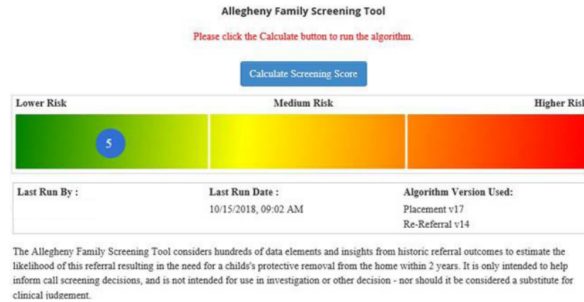 Allegheny Family Screening Tool
Please click the Calculate button to run the algorithm.
Calculate Screening Score
Lower Risk Medium Risk Higher Risk
5
Last Run By : Last Run Date : Algorithm Version Used:
10/15/2018, 09:02 AM Placement v17
Re-Referral v14
The Allegheny Family Screening Tool considers hundreds of data elements and insights from historic referral outcomes to estimate the
likelihood of this referral resulting in the need for a childs's protective removal from the home within 2 years. It is only intended to help
inform call screening decisions, and is not intended for use in investigation or other decision - nor should it be considered a substitute for
clinical judgement.